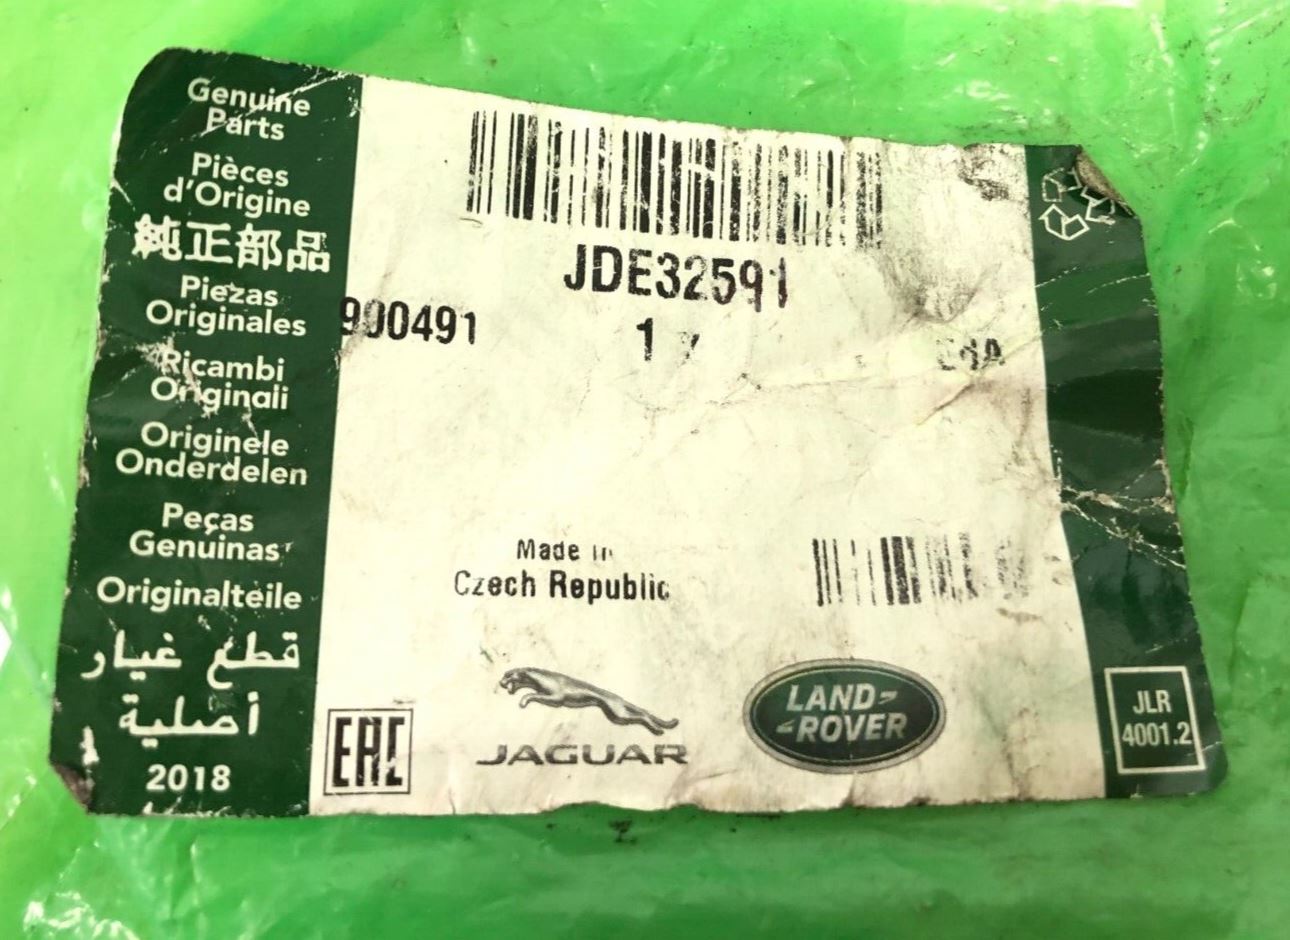 Genuine
Parts
Pièces
d'Origine
純正部品
Piezas
Originales
Ricambi
Originali
Originele
Onderdelen
Peças
Genuinas
Originalteile
قطع غيار
أصلية
2018
JDE32591
900491
1
Made in
Czech Republic
EAC
JAGUAR
LAND-
-ROVER
JLR
4001.2